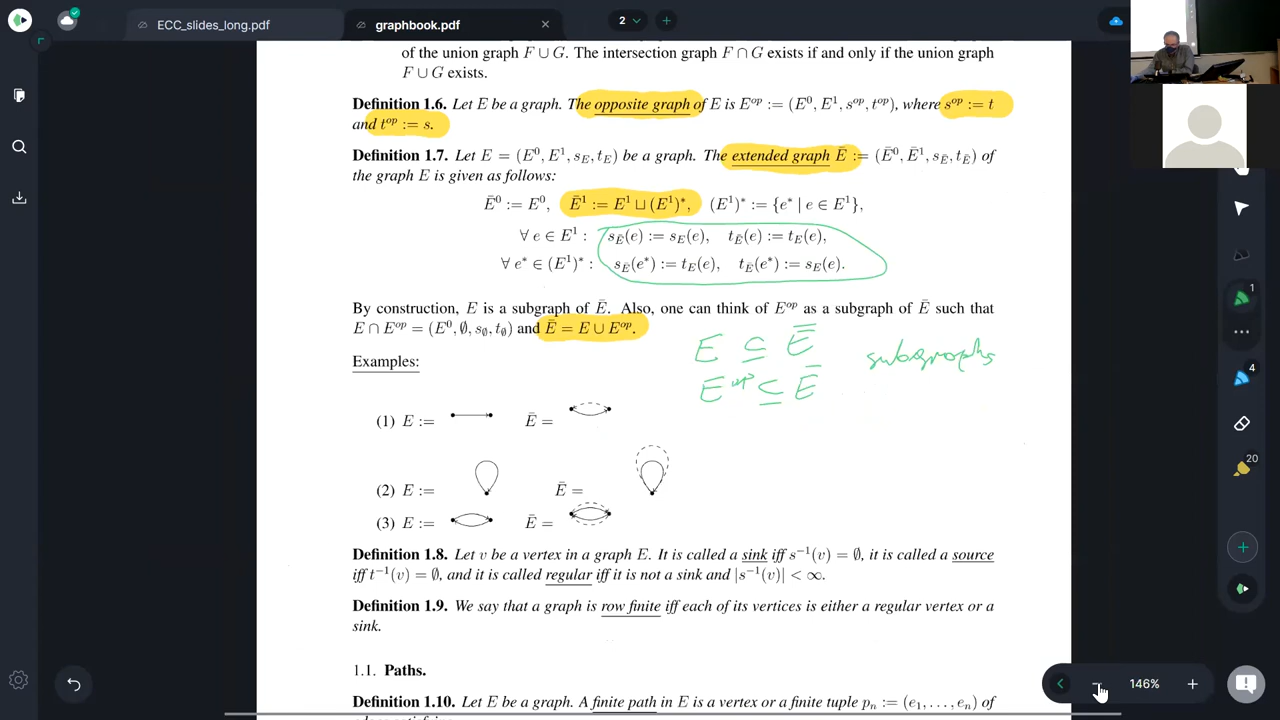 ECC_slides_long.pdf
graphbook.pdf
2
of the union graph F ∪ G. The intersection graph F ∩ G exists if and only if the union graph
F ∪ G exists.
Definition 1.6. Let E be a graph. The opposite graph of E is E^{op} := (E^0, E^1, s^{op}, t^{op}), where s^{op} := t
and t^{op} := s.
Definition 1.7. Let E = (E^0, E^1, s_E, t_E) be a graph. The extended graph Ē := (Ē^0, Ē^1, s_Ē, t_Ē) of
the graph E is given as follows:
Ē^0 := E^0, Ē^1 := E^1 ⊔ (E^1)^*, (E^1)^* := {e^* | e ∈ E^1},
∀ e ∈ E^1 : s_Ē(e) := s_E(e), t_Ē(e) := t_E(e),
∀ e^* ∈ (E^1)^* : s_Ē(e^*) := t_E(e), t_Ē(e^*) := s_E(e).
By construction, E is a subgraph of Ē. Also, one can think of E^{op} as a subgraph of Ē such that
E ∩ E^{op} = (E^0, ∅, s_∅, t_∅) and Ē = E ∪ E^{op}.
E ⊆ Ē subgraphs
Examples:
E^{op} ⊆ Ē
(1) E := Ē =
(2) E := Ē =
(3) E := Ē =
Definition 1.8. Let v be a vertex in a graph E. It is called a sink iff s^{-1}(v) = ∅, it is called a source
iff t^{-1}(v) = ∅, and it is called regular iff it is not a sink and |s^{-1}(v)| < ∞.
Definition 1.9. We say that a graph is row finite iff each of its vertices is either a regular vertex or a
sink.
1.1. Paths.
Definition 1.10. Let E be a graph. A finite path in E is a vertex or a finite tuple p_n := (e_1, . . . , e_n) of
1
4
20
146%